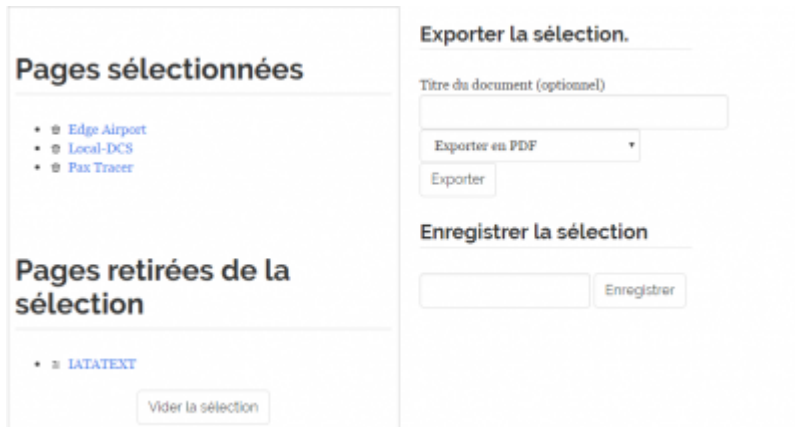 Pages sélectionnées
Edge Airport
Local-DCS
Pax Tracer
Pages retirées de la
sélection
IATATEXT
Vider la sélection
Exporter la sélection.
Titre du document (optionnel)
Exporter en PDF
Exporter
Enregistrer la sélection
Enregistrer